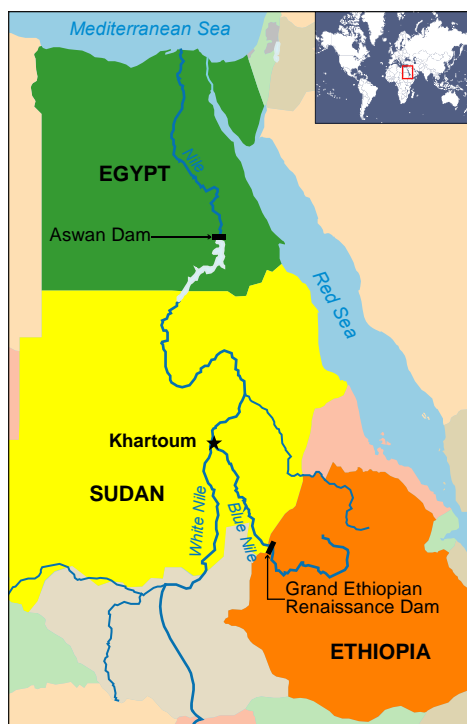 Mediterranean Sea
Nile
EGYPT
Aswan Dam
Red Sea
Khartoum
SUDAN
White Nile
Blue Nile
Grand Ethiopian
Renaissance Dam
ETHIOPIA